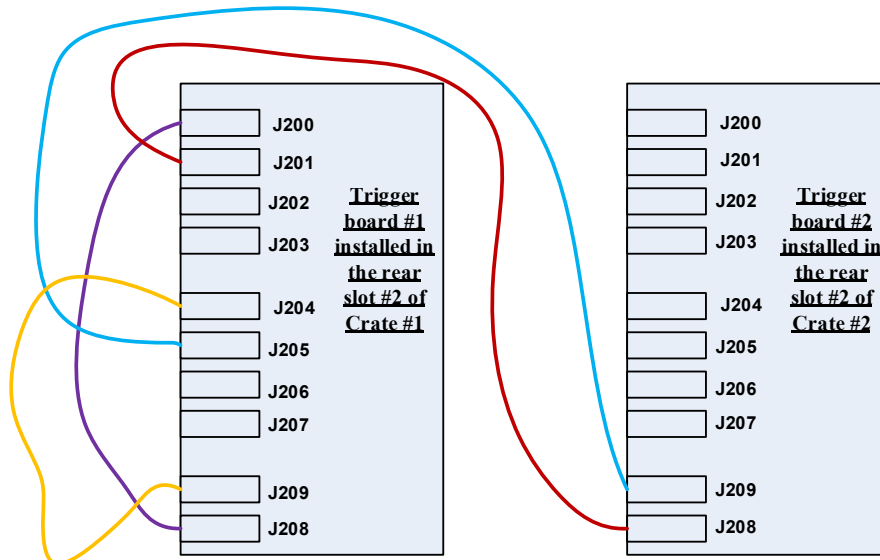 J200
J201
J202
J203
J204
J205
J206
J207
J209
J208
Trigger
board #1
installed in
the rear
slot #2 of
Crate #1
J200
J201
J202
J203
J204
J205
J206
J207
J209
J208
Trigger
board #2
installed in
the rear
slot #2 of
Crate #2